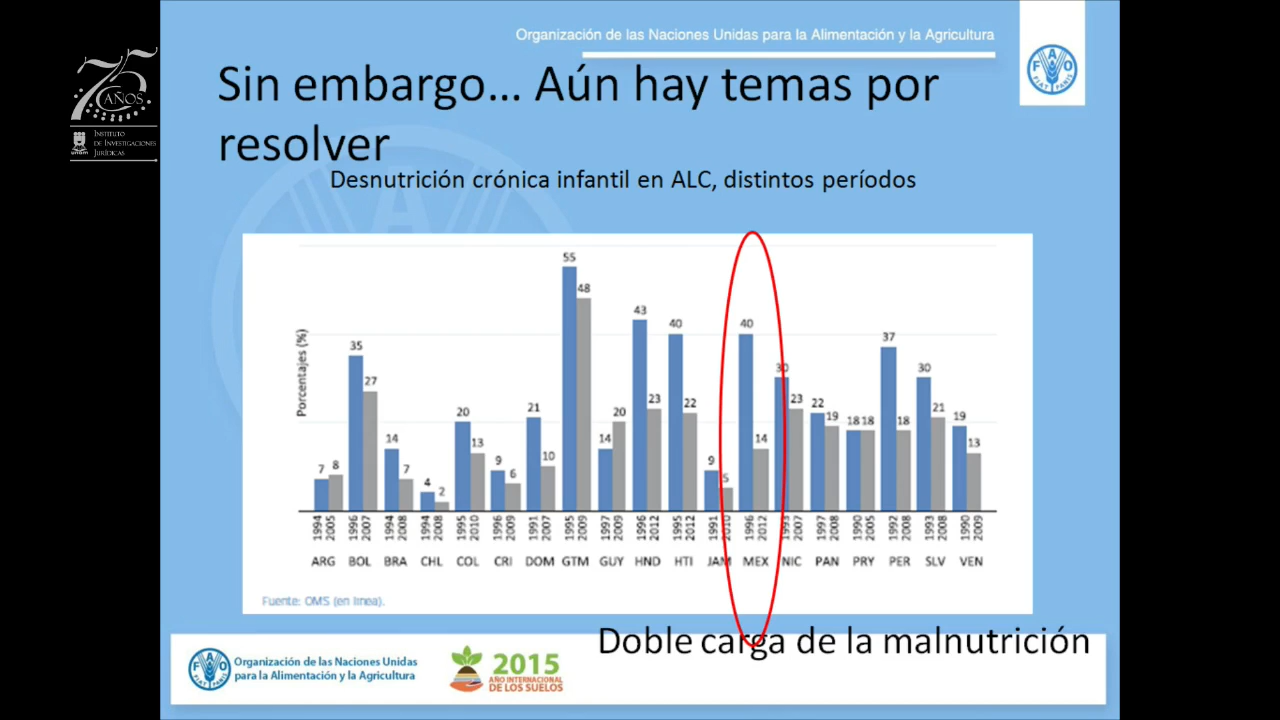 Organización de las Naciones Unidas para la Alimentación y la Agricultura
FAO
FIAT PANIS
75
AÑOS
INSTITUTO
DE INVESTIGACIONES
JURÍDICAS
UNAM
Sin embargo... Aún hay temas por
resolver
Desnutrición crónica infantil en ALC, distintos períodos
Porcentajes (%)
7 8 35 27 14 7 4 2 20 13 9 6 21 10 55 48 14 20 43 23 40 22 9 5 40 14 30 23 22 19 18 18 37 18 30 21 19 13
1994 2005 1996 2007 1994 2008 1994 2008 1995 2010 1996 2009 1991 2007 1995 2009 1997 2009 1996 2012 1995 2012 1991 2010 1996 2012 1993 2007 1997 2008 1990 2005 1992 2008 1993 2008 1990 2009
ARG BOL BRA CHL COL CRI DOM GTM GUY HND HTI JAM MEX NIC PAN PRY PER SLV VEN
Fuente: OMS (en línea).
Doble carga de la malnutrición
FAO
FIAT PANIS
Organización de las Naciones Unidas
para la Alimentación y la Agricultura
2015
AÑO INTERNACIONAL
DE LOS SUELOS